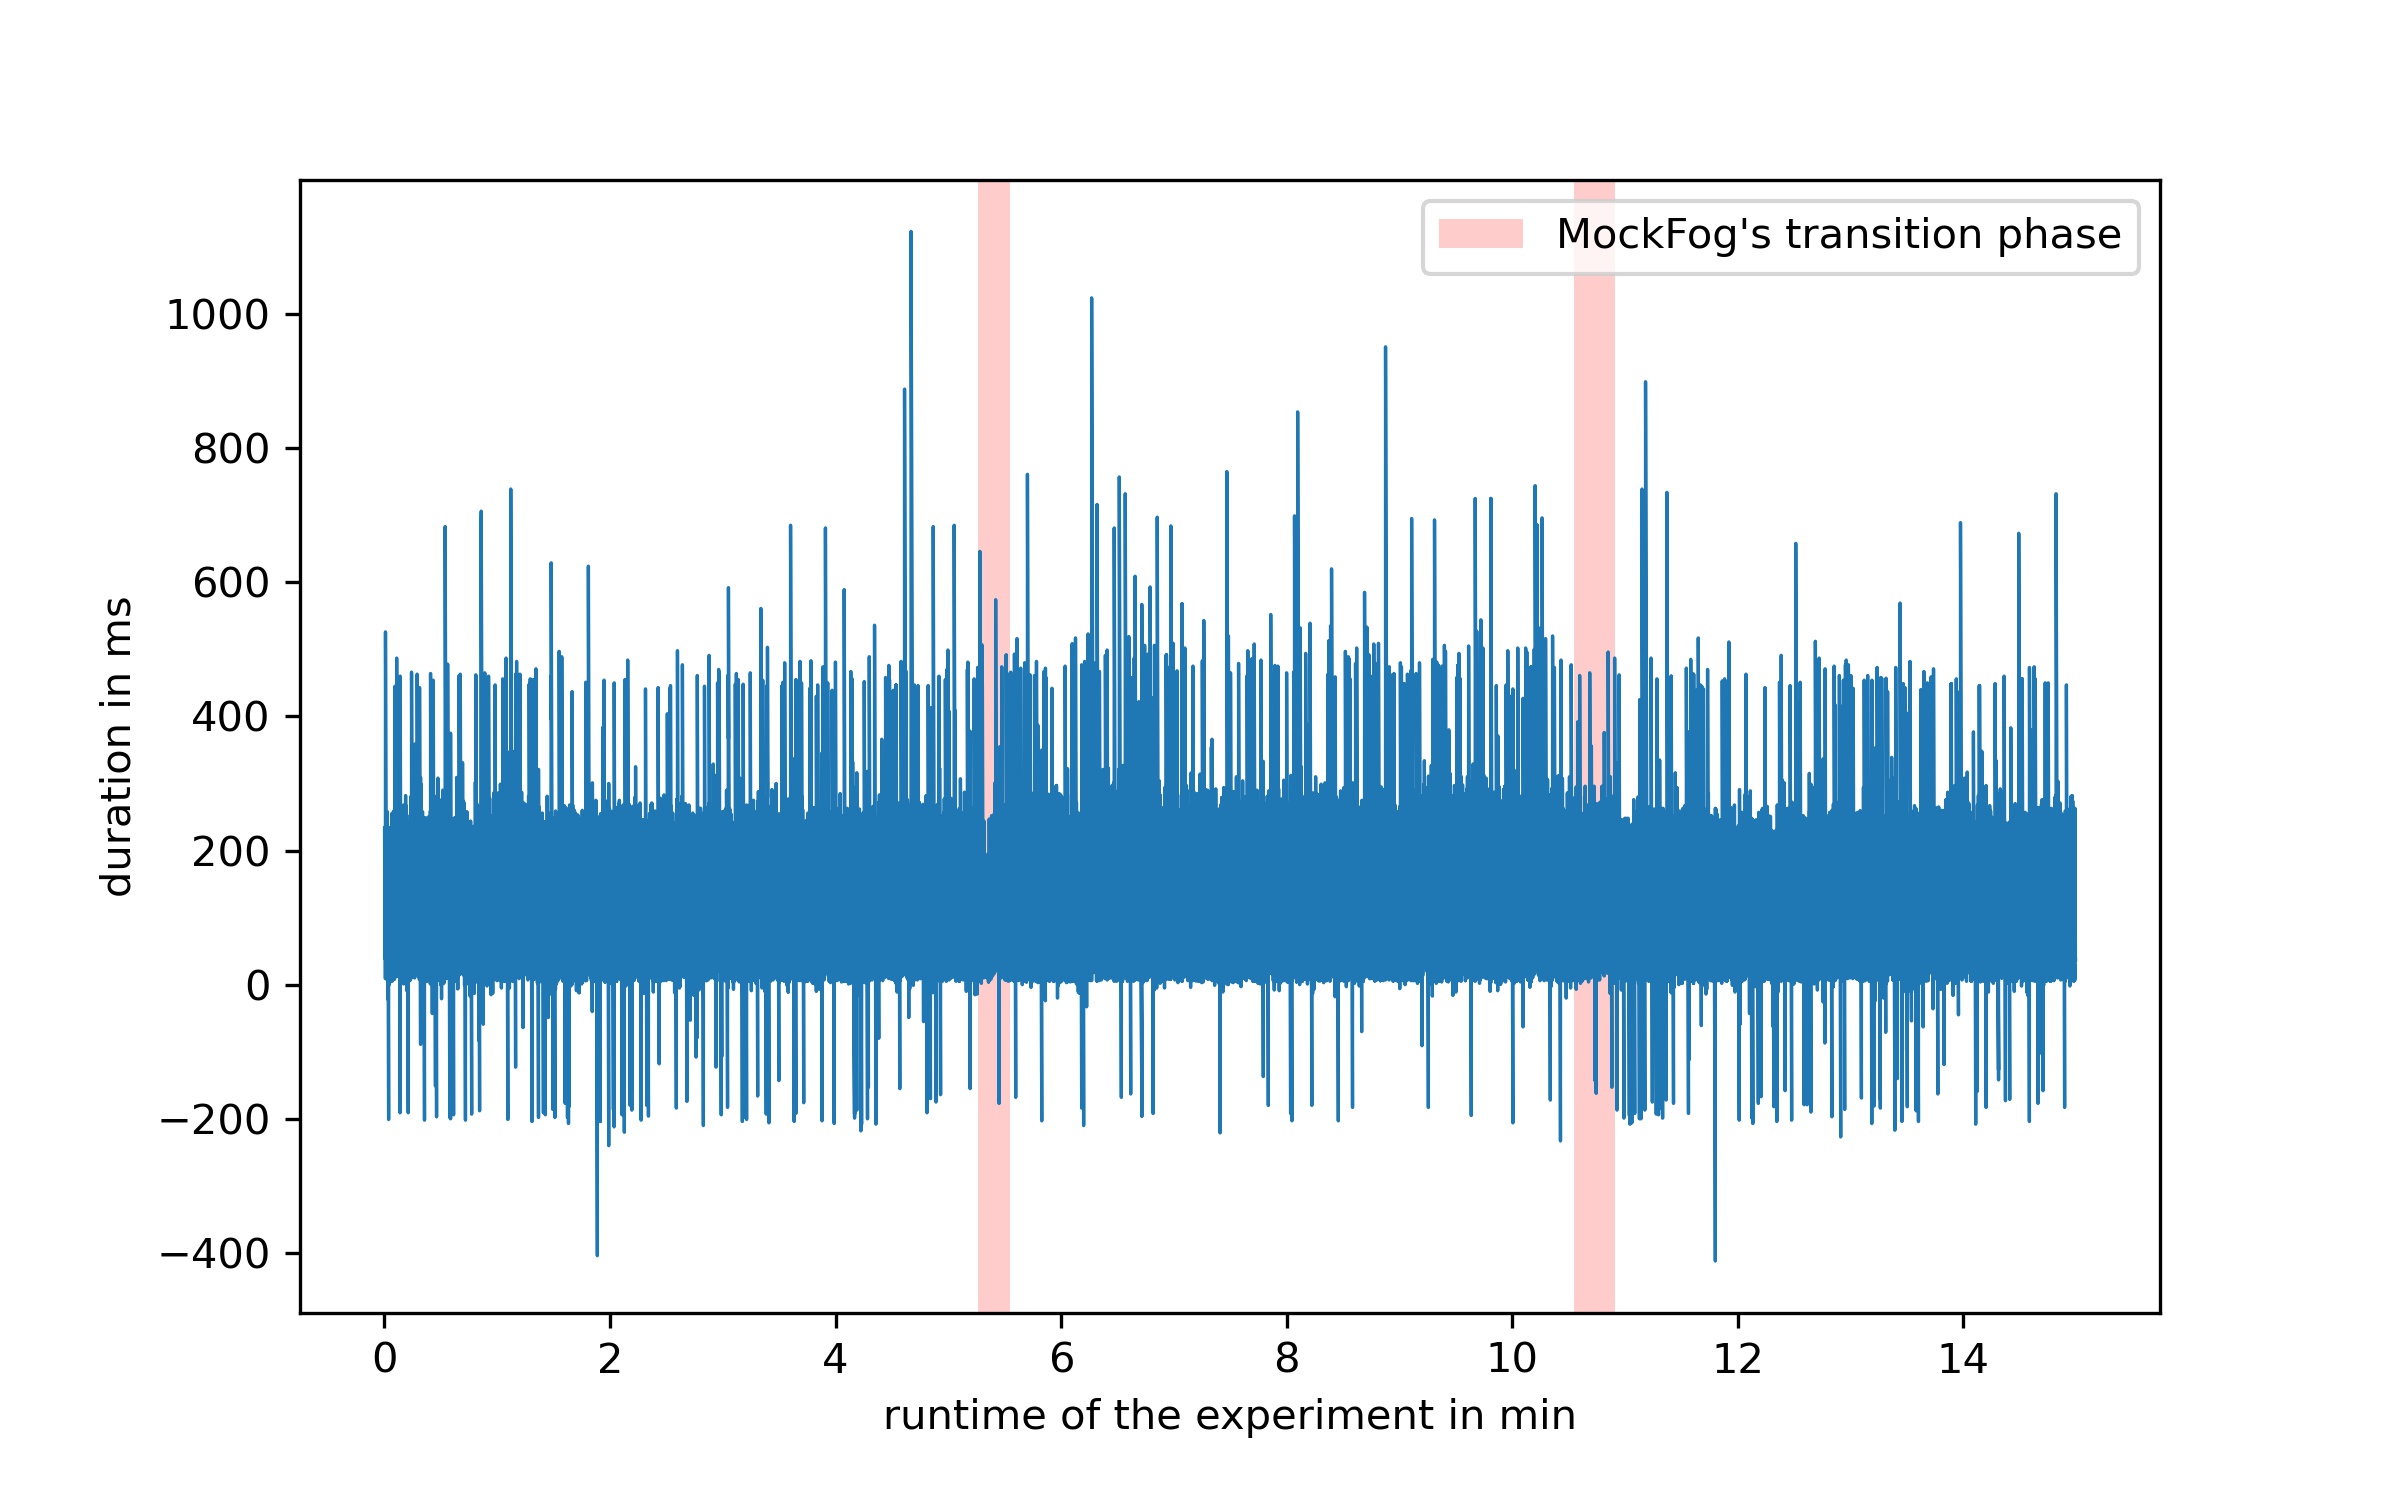 MockFog's transition phase
1000
800
600
400
200
0
−200
−400
duration in ms
0 2 4 6 8 10 12 14
runtime of the experiment in min